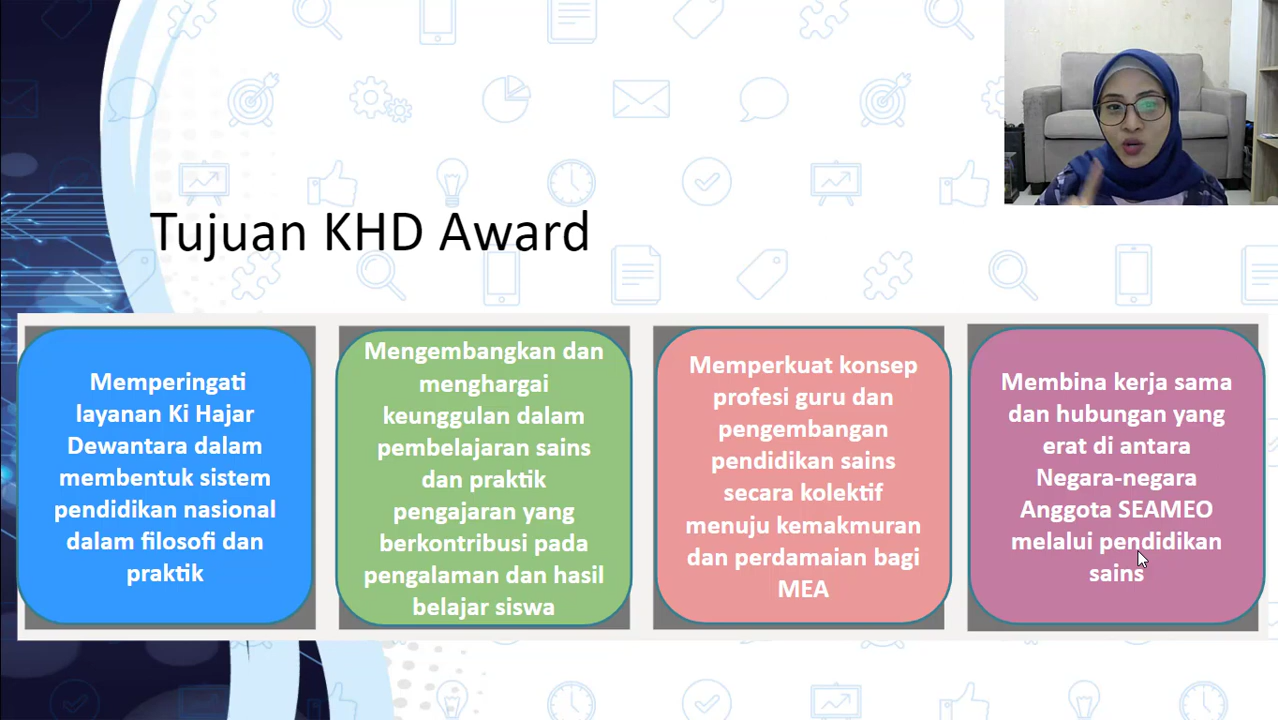 Tujuan KHD Award
Memperingati
layanan Ki Hajar
Dewantara dalam
membentuk sistem
pendidikan nasional
dalam filosofi dan
praktik
Mengembangkan dan
menghargai
keunggulan dalam
pembelajaran sains
dan praktik
pengajaran yang
berkontribusi pada
pengalaman dan hasil
belajar siswa
Memperkuat konsep
profesi guru dan
pengembangan
pendidikan sains
secara kolektif
menuju kemakmuran
dan perdamaian bagi
MEA
Membina kerja sama
dan hubungan yang
erat di antara
Negara-negara
Anggota SEAMEO
melalui pendidikan
sains